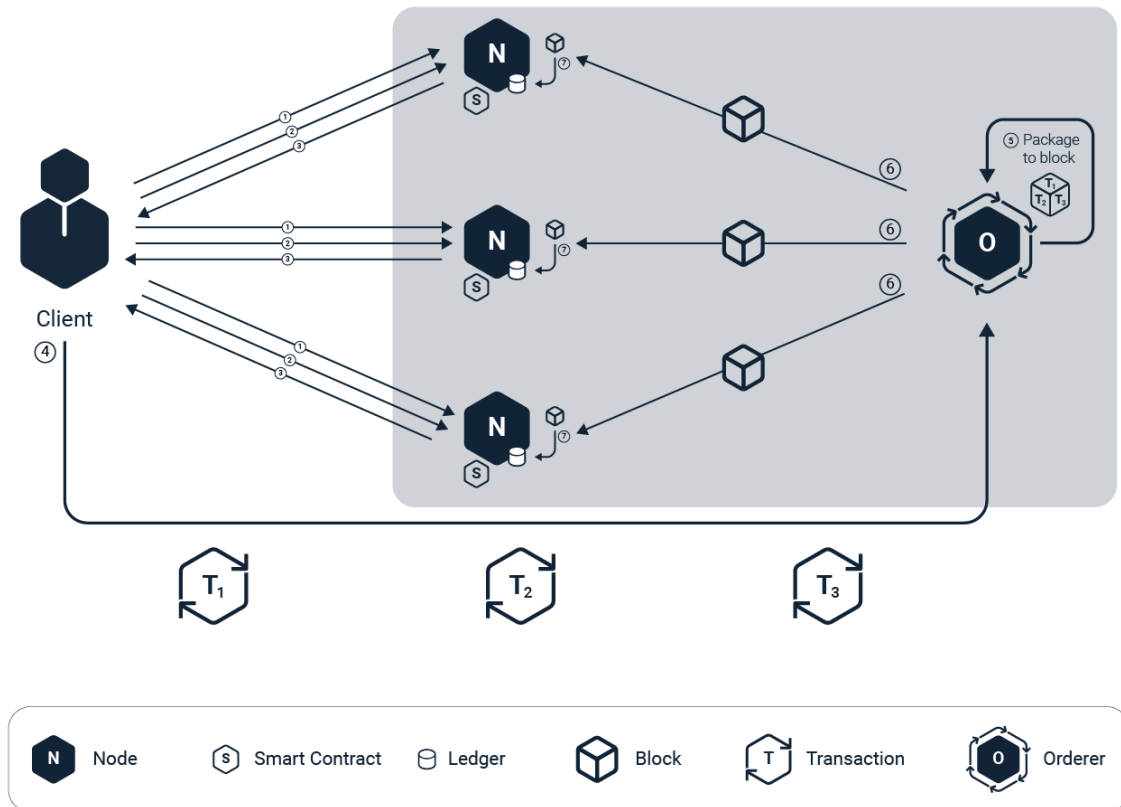 N
⑦
S
①
②
③
⑥
⑤ Package
to block
T₁
T₂ T₃
N
⑦
S
①
②
③
⑥
O
⑥
Client
④
①
②
③
N
⑦
S
T₁
T₂
T₃
N Node
S Smart Contract
Ledger
Block
T Transaction
O Orderer